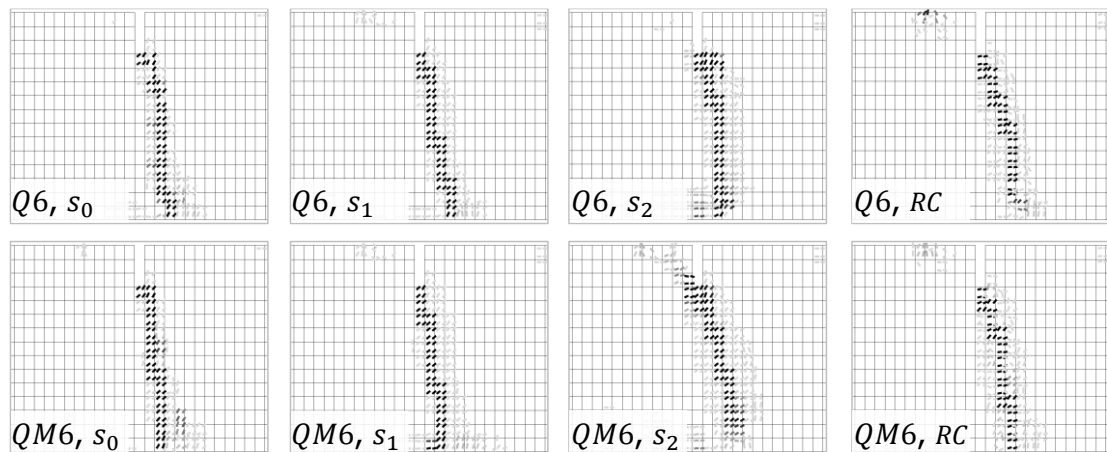 Q6, s₀
Q6, s₁
Q6, s₂
Q6, RC
QM6, s₀
QM6, s₁
QM6, s₂
QM6, RC